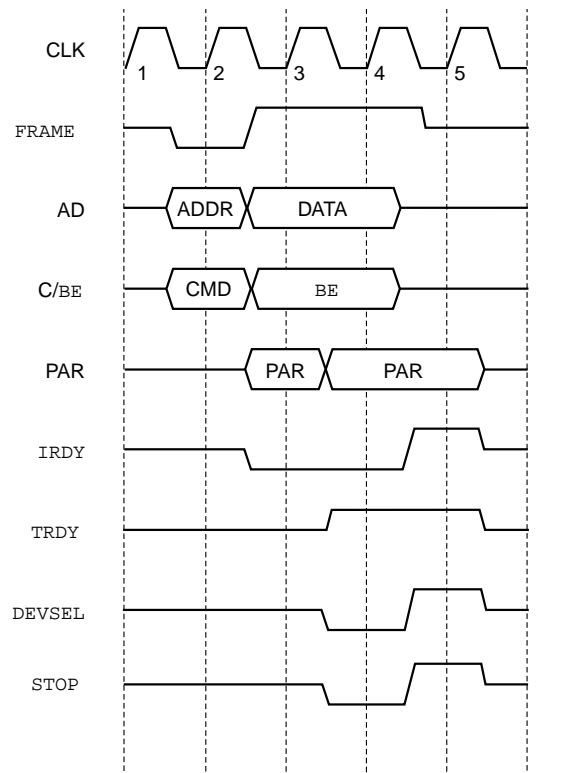 CLK
1 2 3 4 5
FRAME
AD ADDR DATA
C/BE CMD BE
PAR PAR PAR
IRDY
TRDY
DEVSEL
STOP